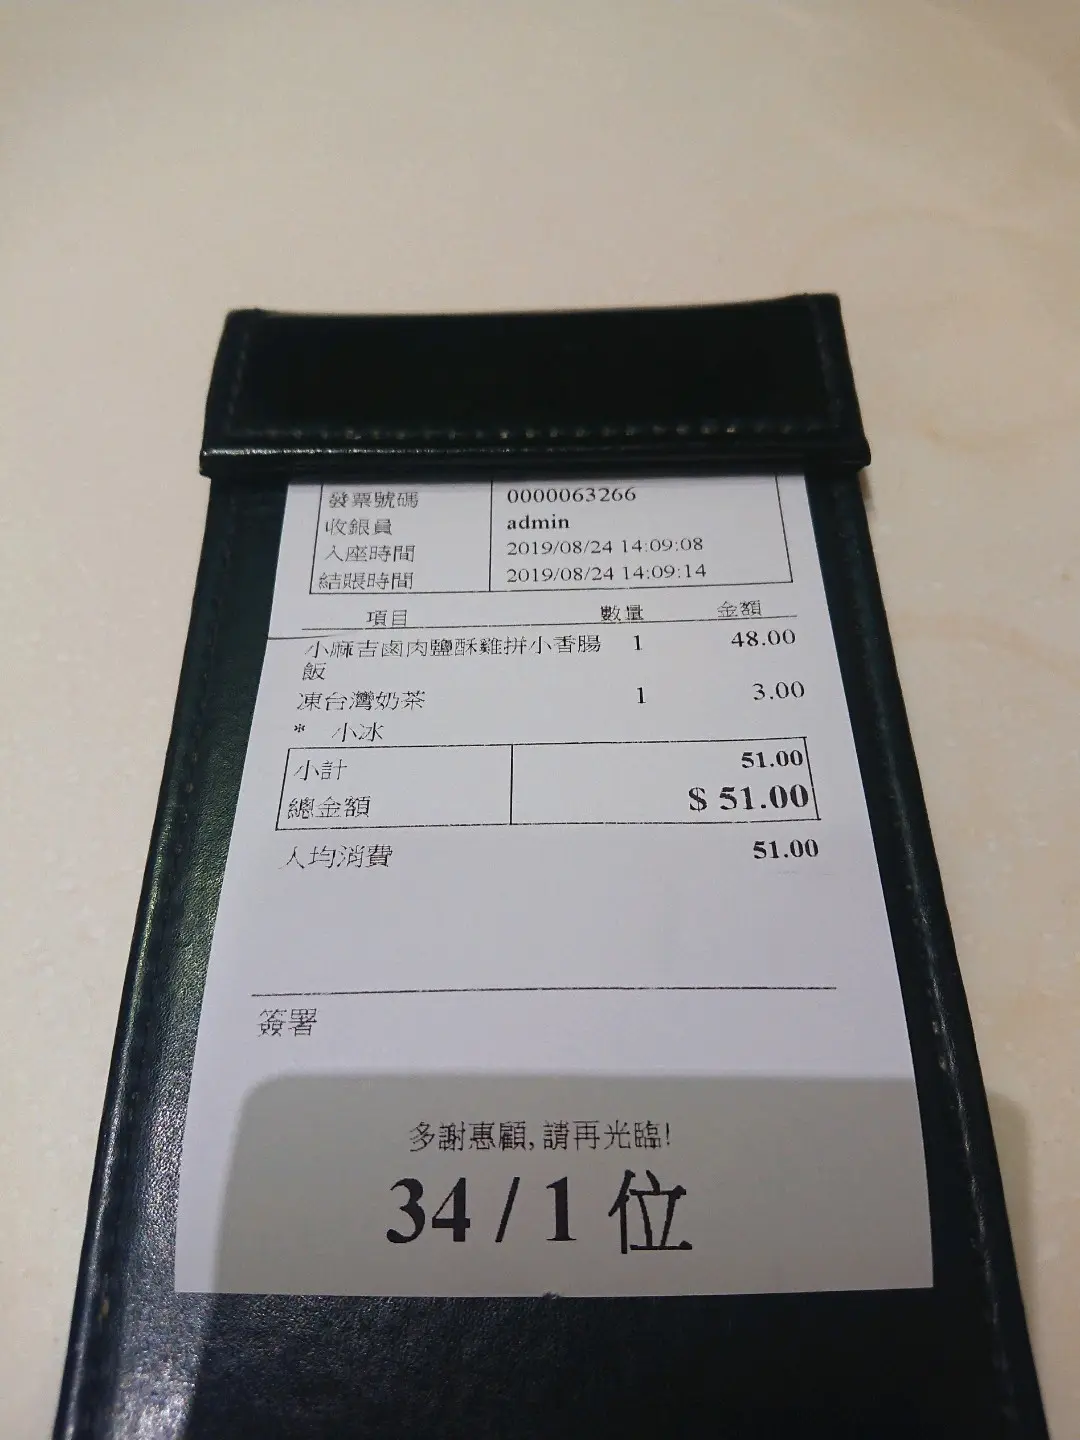 發票號碼 0000063266
收銀員 admin
入座時間 2019/08/24 14:09:08
結賬時間 2019/08/24 14:09:14
項目 數量 金額
小麻吉鹵肉鹽酥雞拼小香腸 1 48.00
飯
凍台灣奶茶 1 3.00
* 小冰
小計 51.00
總金額 $ 51.00
人均消費 51.00
簽署
多謝惠顧, 請再光臨!
34 / 1 位